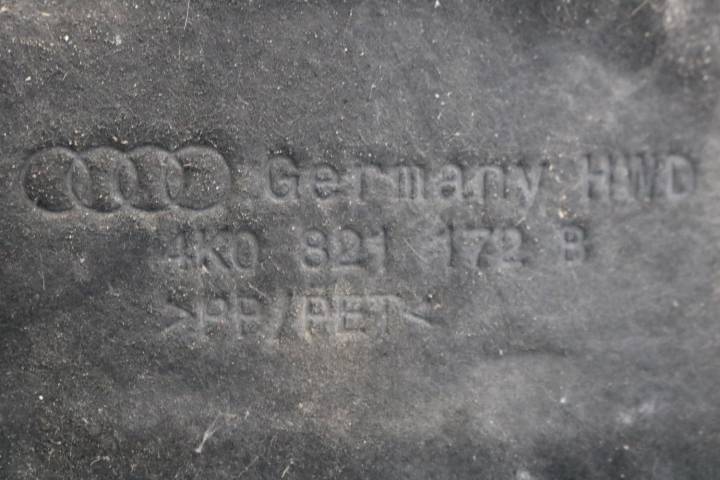 Germany HWD
4K0 821 172 B
>PP/PET<